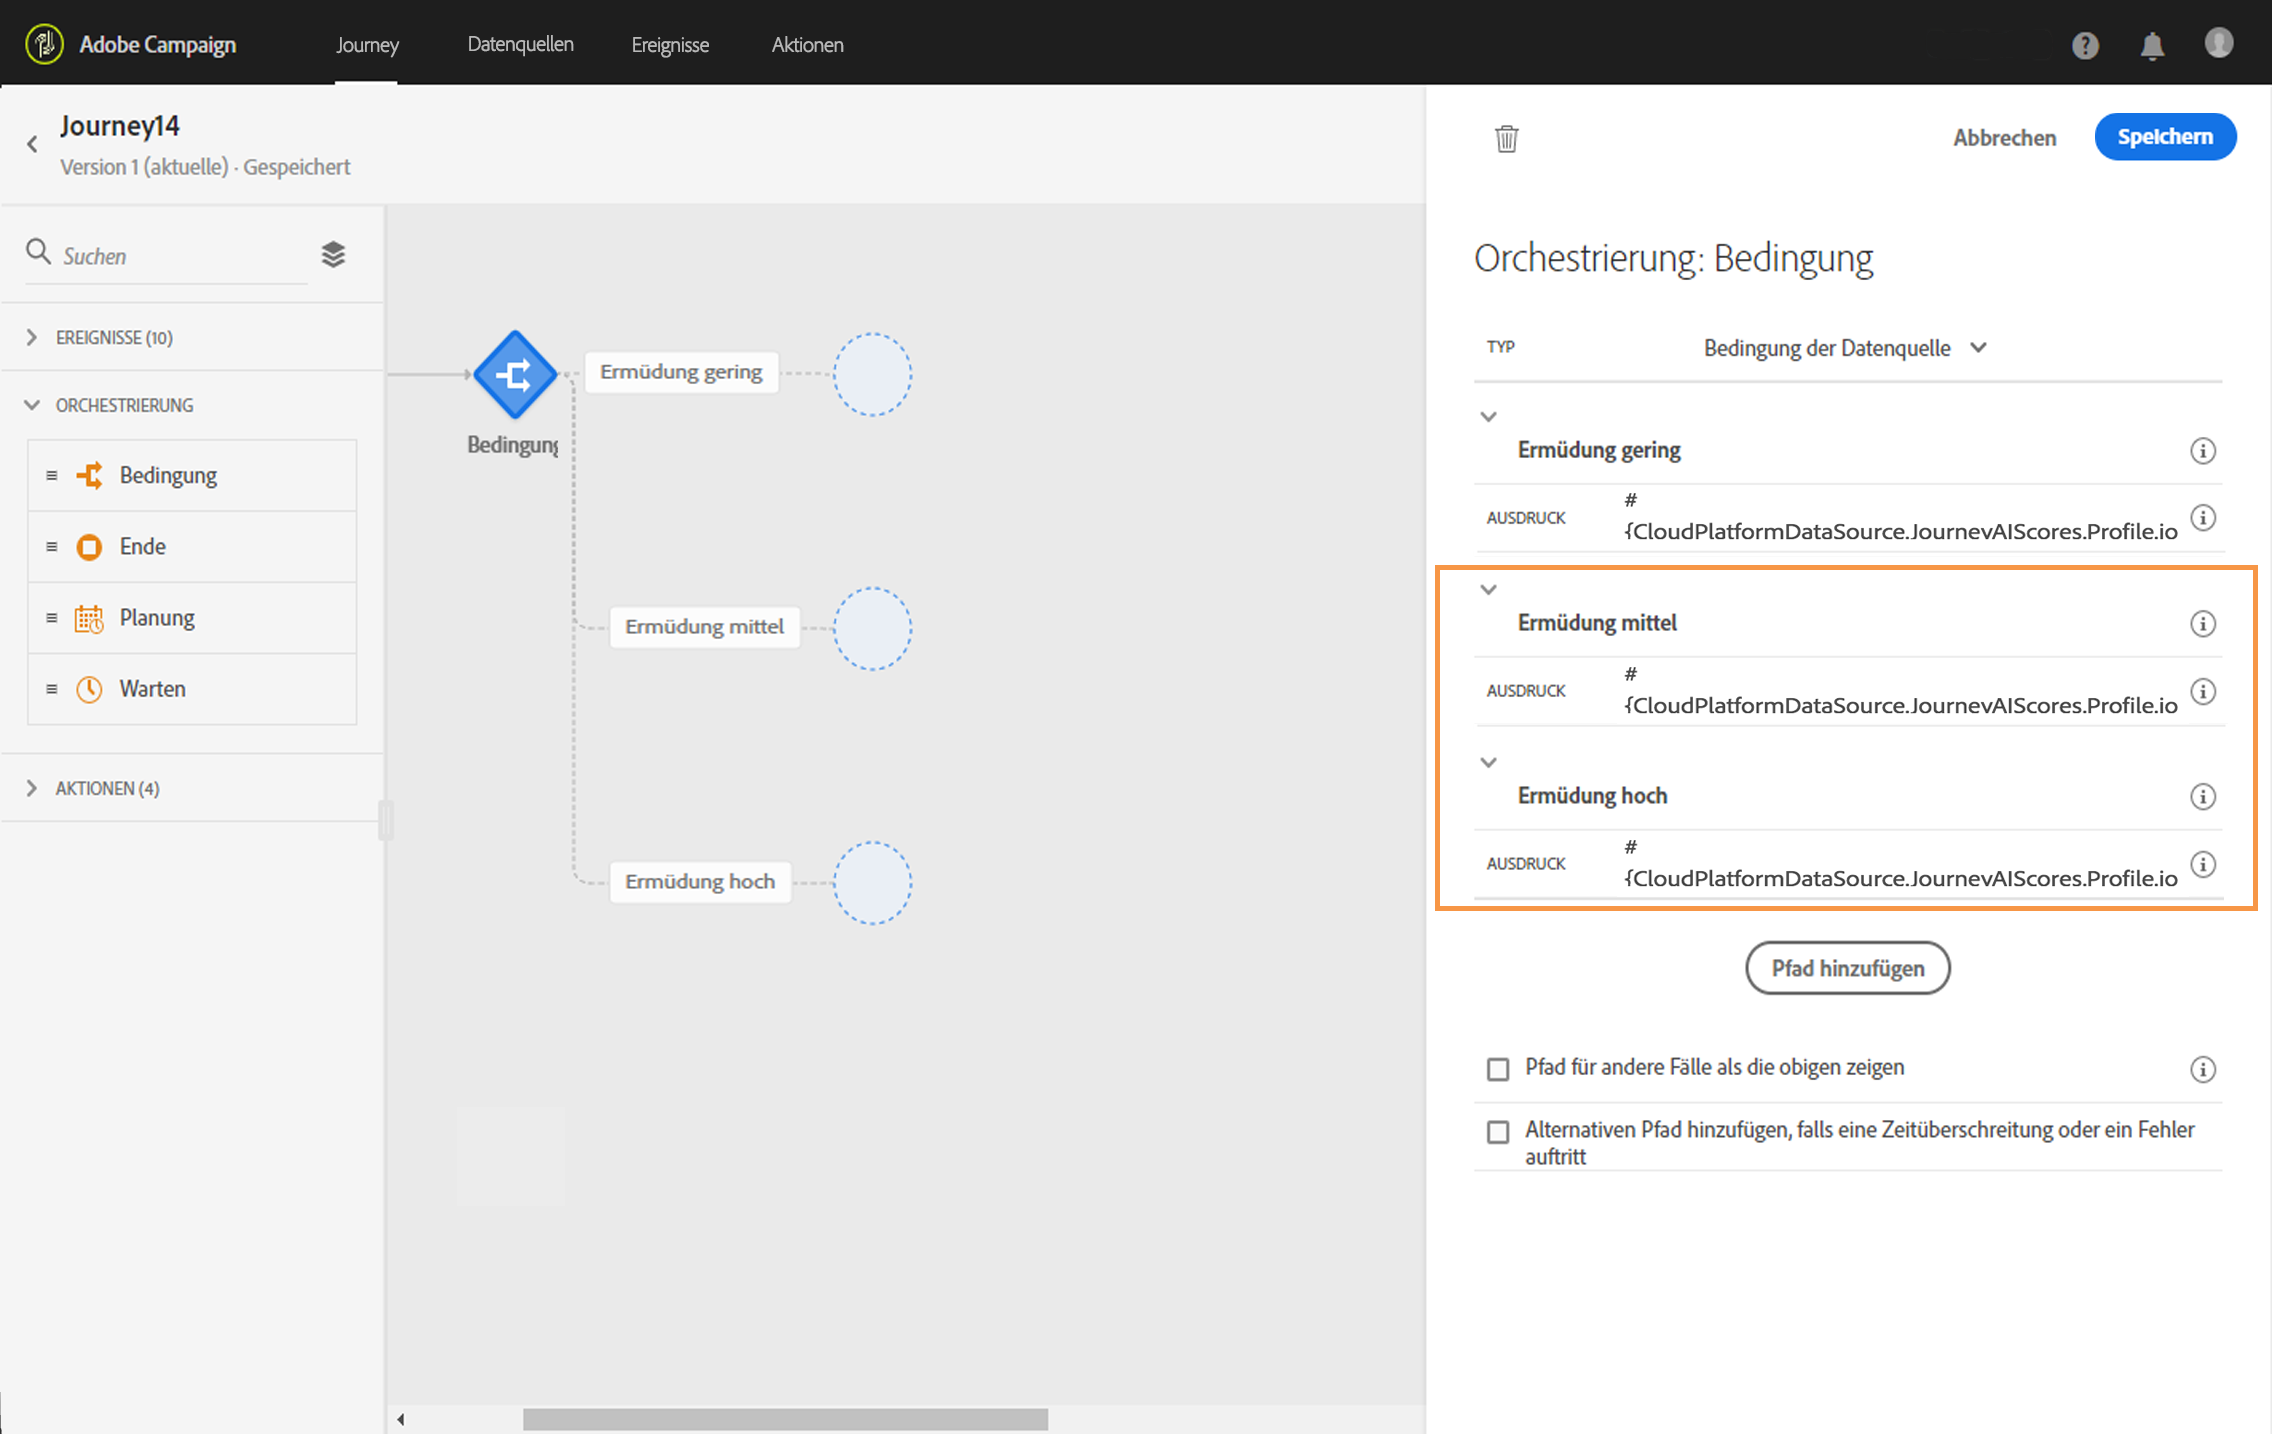 Adobe Campaign
Journey
Datenquellen
Ereignisse
Aktionen
Journey14
Version 1 (aktuelle) · Gespeichert
Abbrechen
Speichern
Suchen
EREIGNISSE (10)
ORCHESTRIERUNG
Bedingung
Ende
Planung
Warten
AKTIONEN (4)
Bedingung
Ermüdung gering
Ermüdung mittel
Ermüdung hoch
Orchestrierung: Bedingung
TYP
Bedingung der Datenquelle
Ermüdung gering
AUSDRUCK
#
{CloudPlatformDataSource.JourneyAIScores.Profile.io
Ermüdung mittel
AUSDRUCK
#
{CloudPlatformDataSource.JourneyAIScores.Profile.io
Ermüdung hoch
AUSDRUCK
#
{CloudPlatformDataSource.JourneyAIScores.Profile.io
Pfad hinzufügen
Pfad für andere Fälle als die obigen zeigen
Alternativen Pfad hinzufügen, falls eine Zeitüberschreitung oder ein Fehler
auftritt